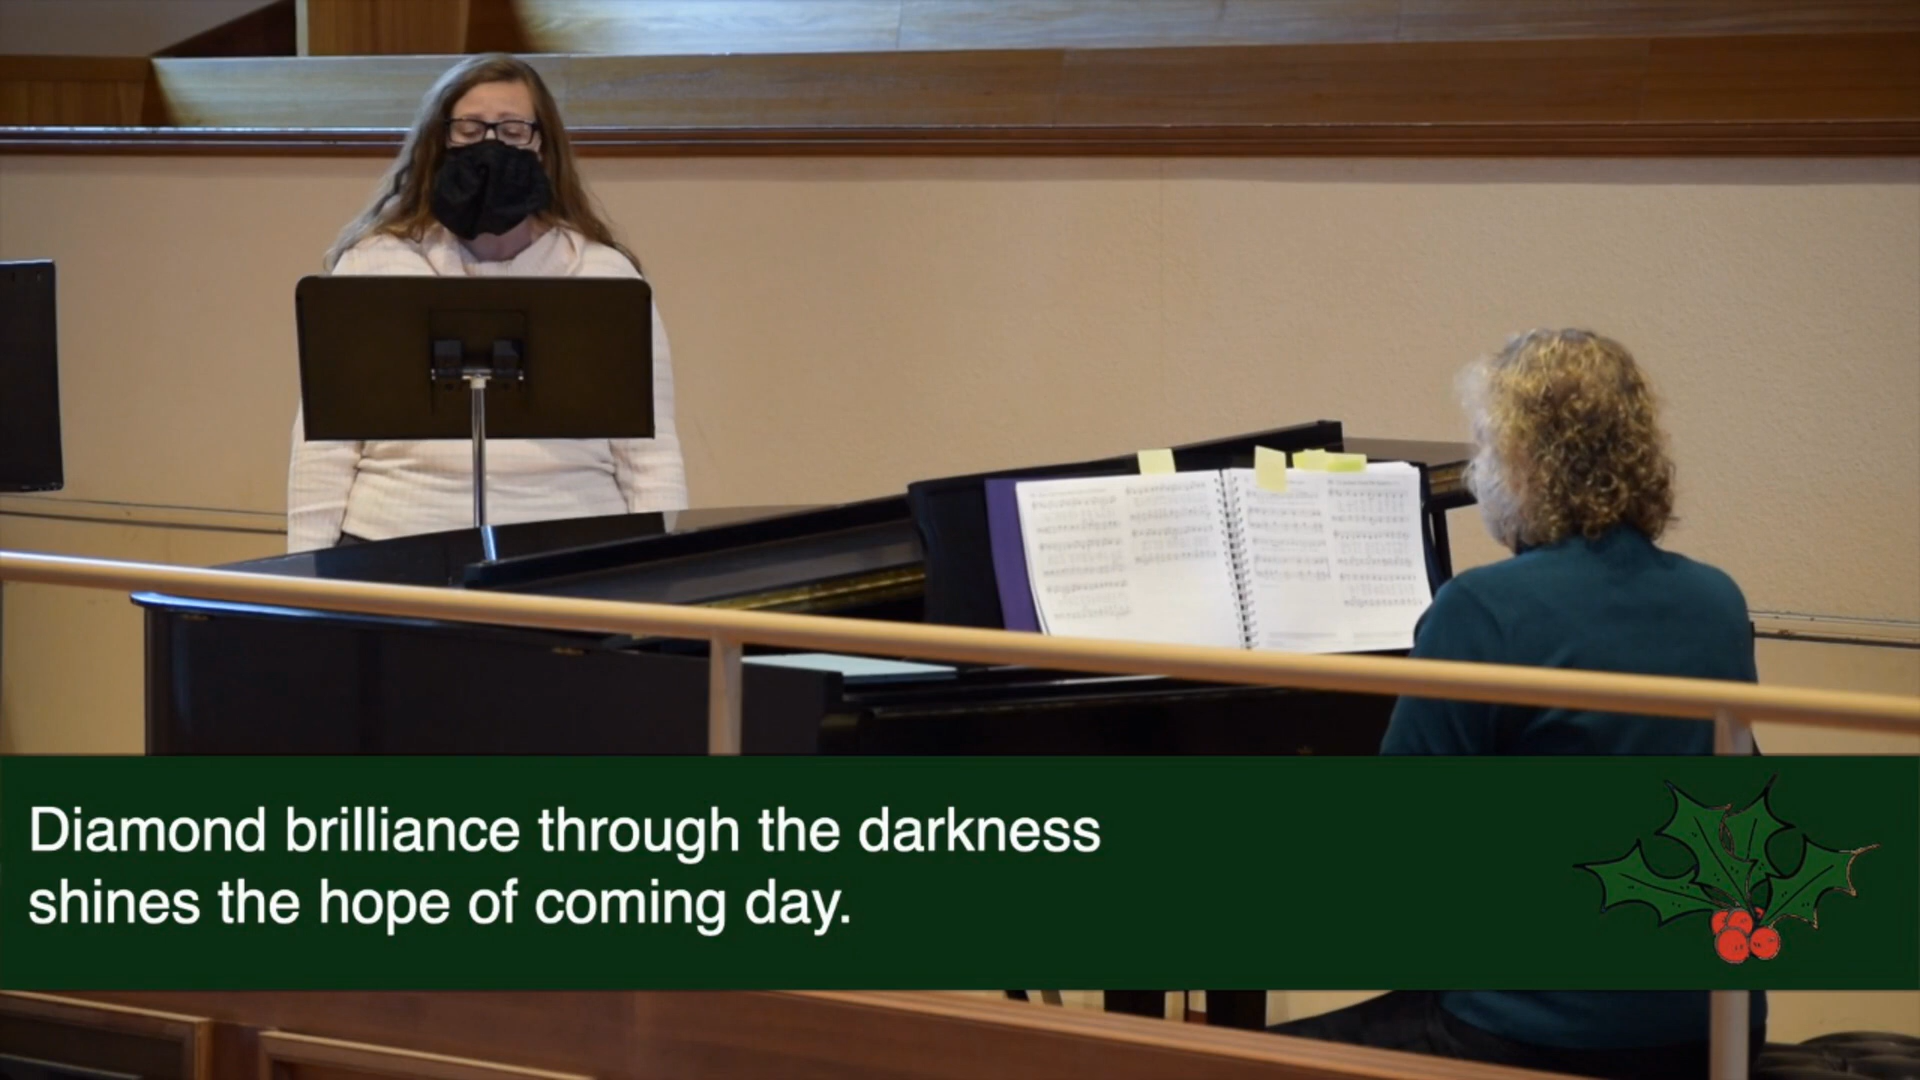 Diamond brilliance through the darkness
shines the hope of coming day.